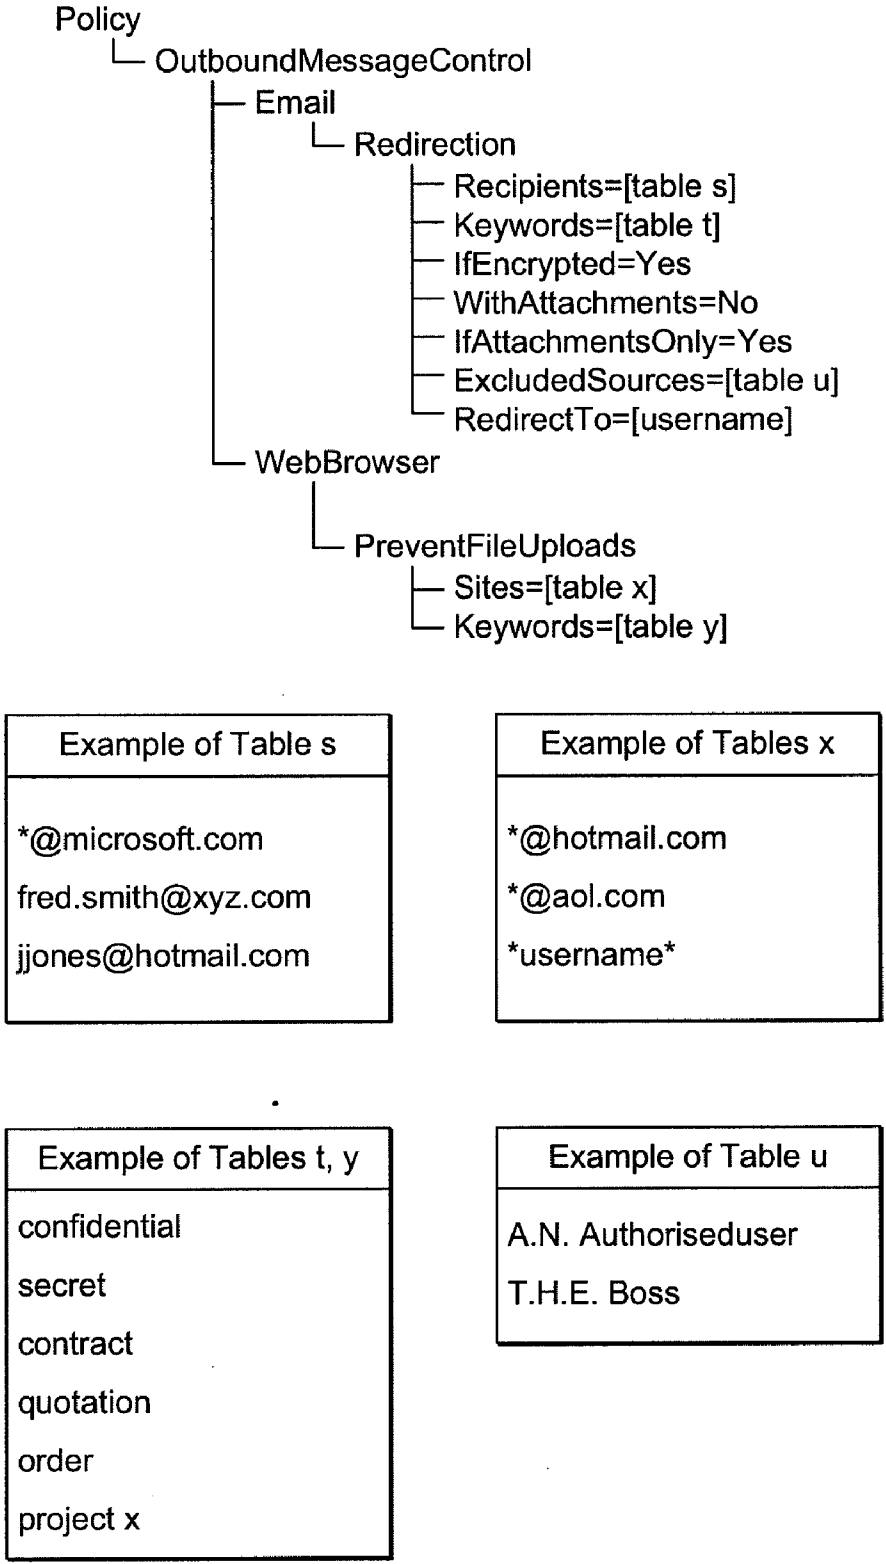 Policy
OutboundMessageControl
Email
Redirection
Recipients=[table s]
Keywords=[table t]
IfEncrypted=Yes
WithAttachments=No
IfAttachmentsOnly=Yes
ExcludedSources=[table u]
RedirectTo=[username]
WebBrowser
PreventFileUploads
Sites=[table x]
Keywords=[table y]
Example of Table s
*@microsoft.com
fred.smith@xyz.com
jjones@hotmail.com
Example of Tables x
*@hotmail.com
*@aol.com
*username*
Example of Tables t, y
confidential
secret
contract
quotation
order
project x
Example of Table u
A.N. Authoriseduser
T.H.E. Boss